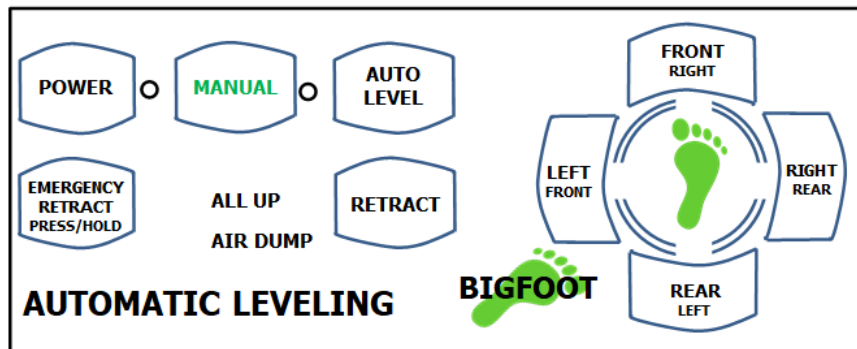 POWER
MANUAL
AUTO
LEVEL
EMERGENCY
RETRACT
PRESS/HOLD
ALL UP
AIR DUMP
RETRACT
AUTOMATIC LEVELING
BIGFOOT
FRONT
RIGHT
LEFT
FRONT
RIGHT
REAR
REAR
LEFT